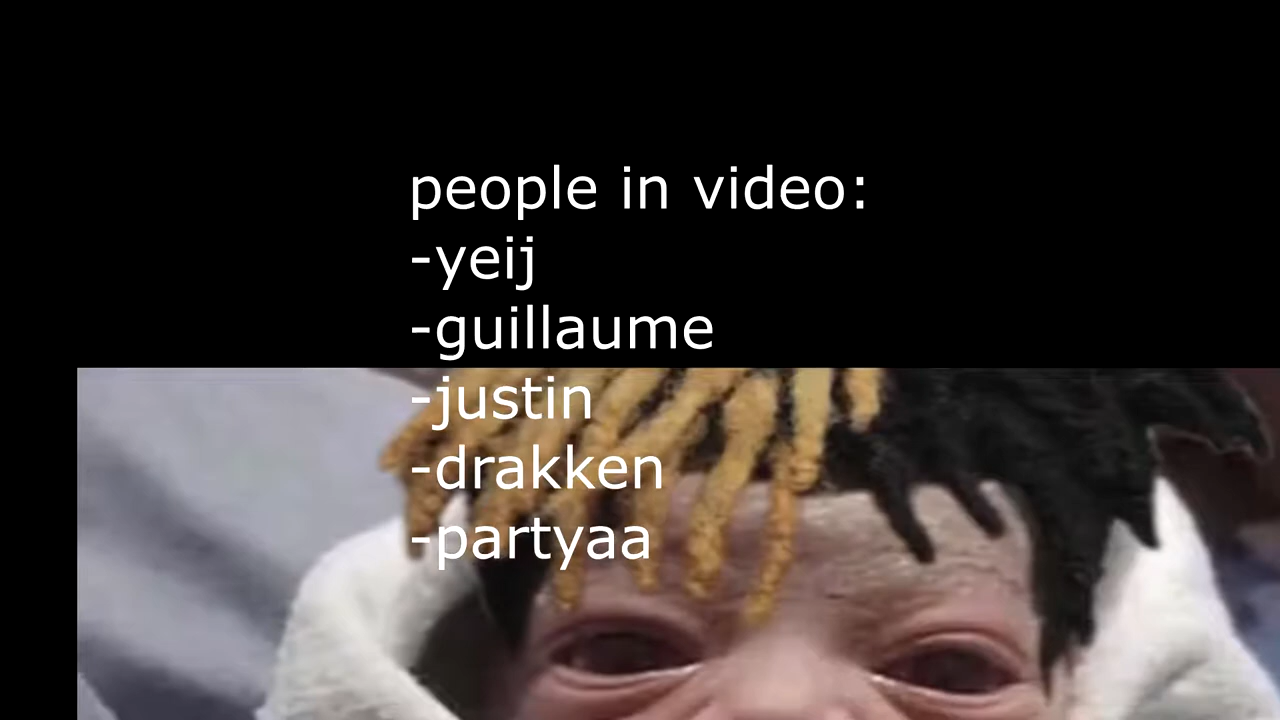 people in video:
-yeij
-guillaume
-justin
-drakken
-partyaa